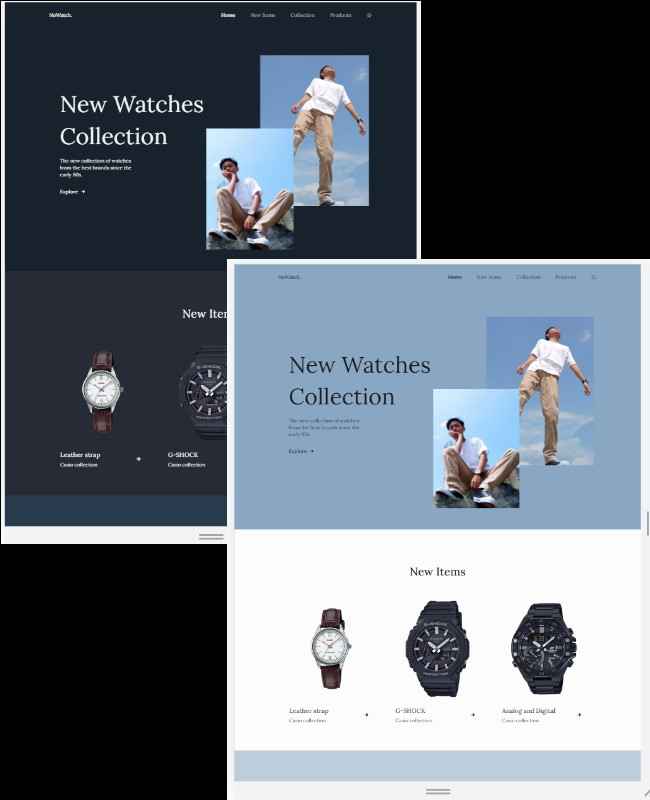 NoWatch.
Home New Items Collection Products
New Watches
Collection
The new collection of watches
from the best brands since the
early 80s.
Explore →
New Iter
Leather strap
Casio collection
→
G-SHOCK
Casio collection
NoWatch.
Home New Items Collection Products
New Watches
Collection
The new collection of watches
from the best brands since the
early 80s.
Explore →
New Items
Leather strap
Casio collection
→
G-SHOCK
Casio collection
→
Analog and Digital
Casio collection
→